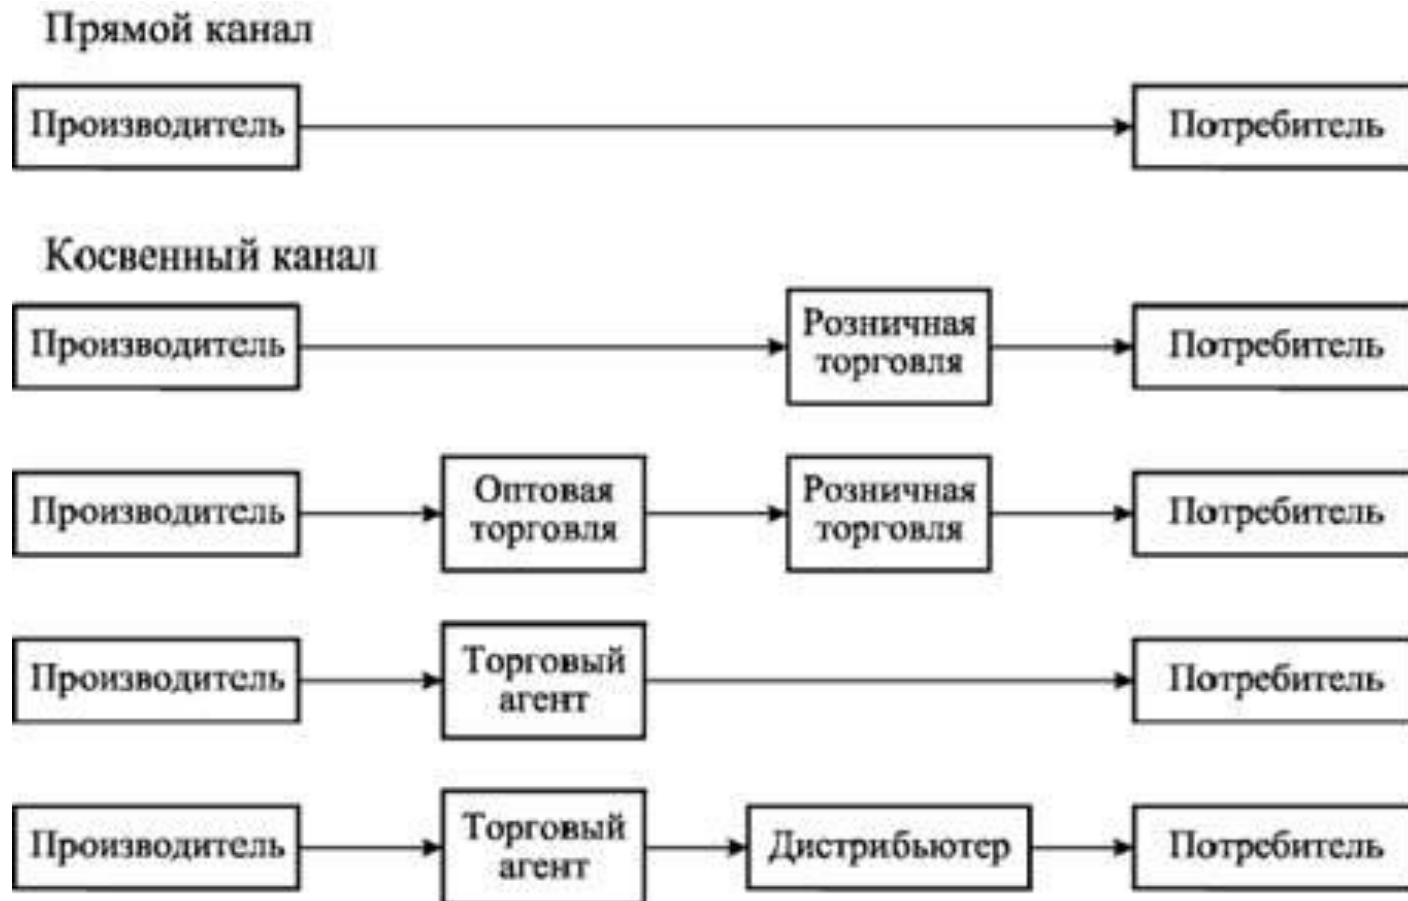 Прямой канал
Производитель
Потребитель
Косвенный канал
Производитель
Розничная
торговля
Потребитель
Производитель
Оптовая
торговля
Розничная
торговля
Потребитель
Производитель
Торговый
агент
Потребитель
Производитель
Торговый
агент
Дистрибьютер
Потребитель